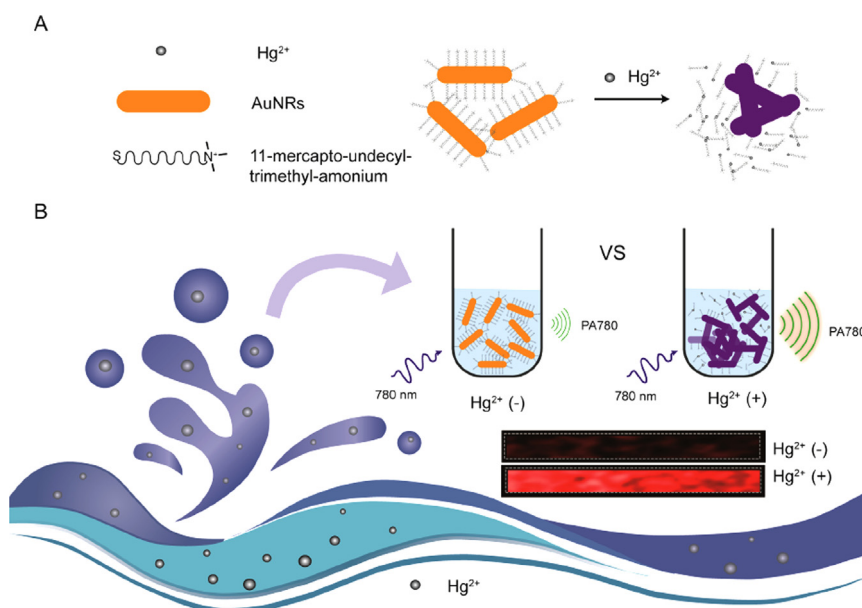 A
Hg²⁺
AuNRs
S
N⁺
11-mercapto-undecyl-
trimethyl-amonium
Hg²⁺
B
VS
PA780
PA780
780 nm
780 nm
Hg²⁺ (-)
Hg²⁺ (+)
Hg²⁺ (-)
Hg²⁺ (+)
Hg²⁺